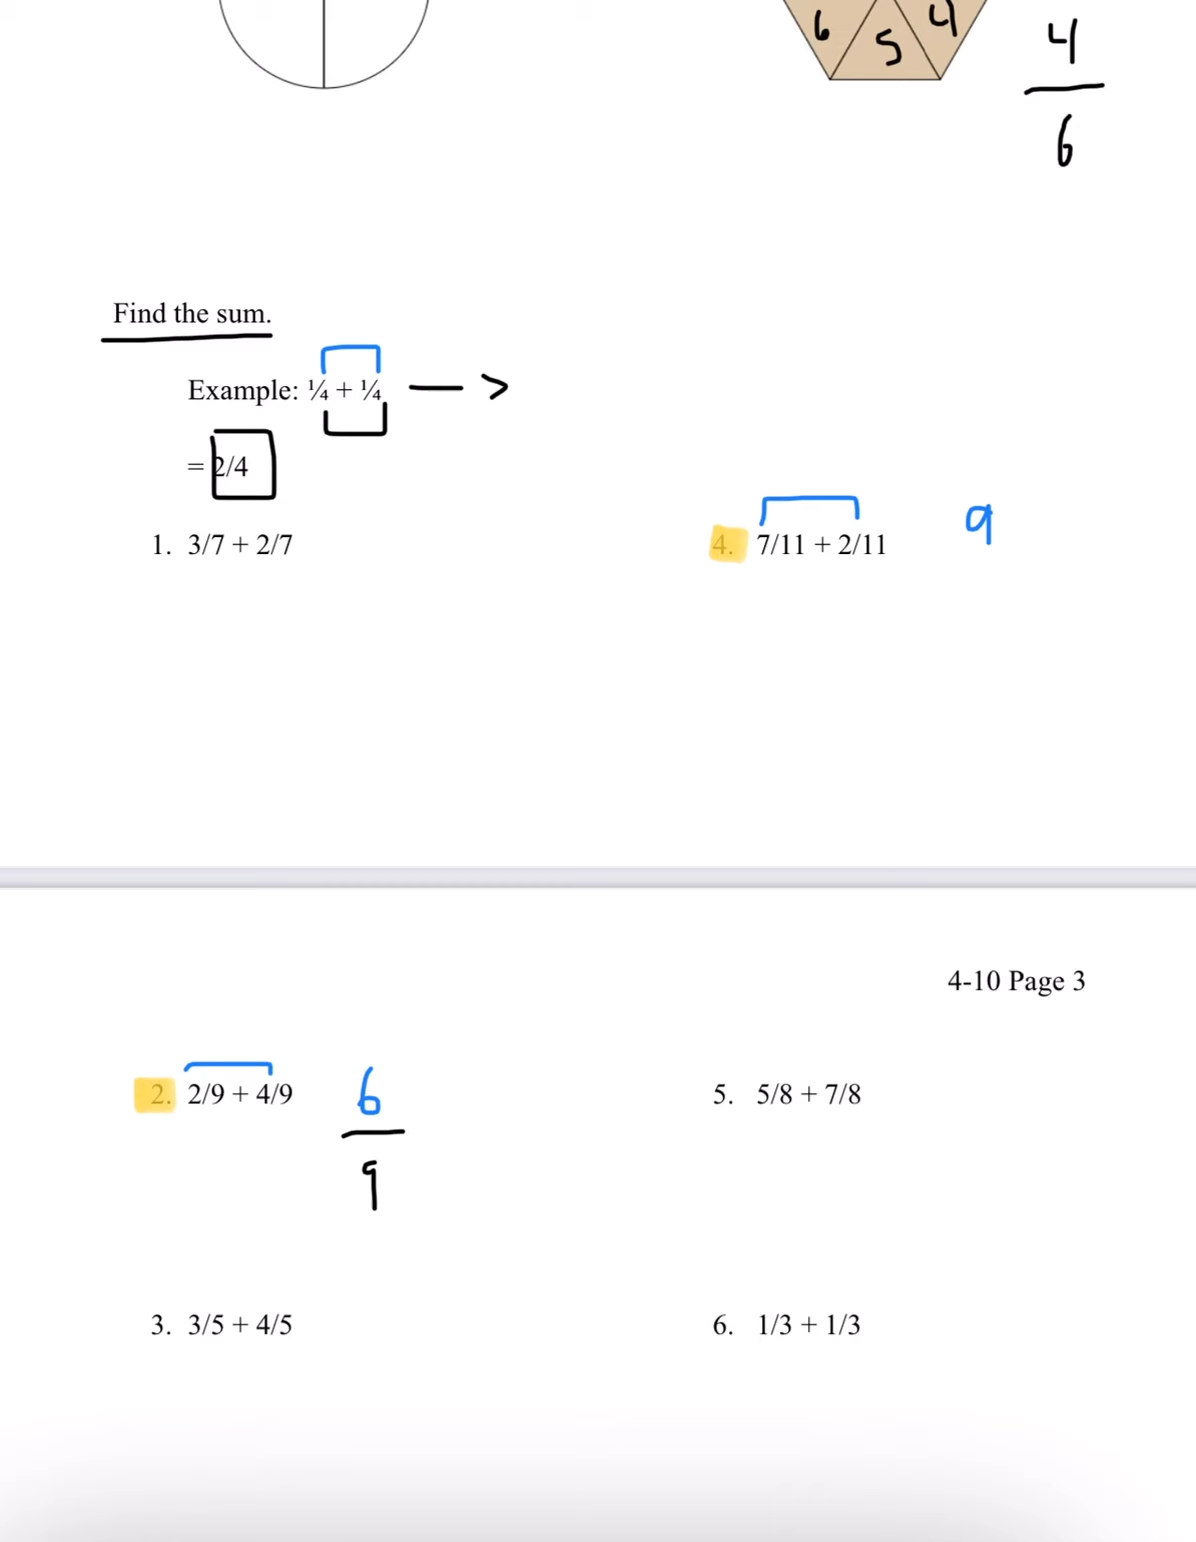 6 5 4
4
6
Find the sum.
Example: ¼ + ¼ — >
= 2/4
1. 3/7 + 2/7
4. 7/11 + 2/11 9
4-10 Page 3
2. 2/9 + 4/9
6
9
5. 5/8 + 7/8
3. 3/5 + 4/5
6. 1/3 + 1/3